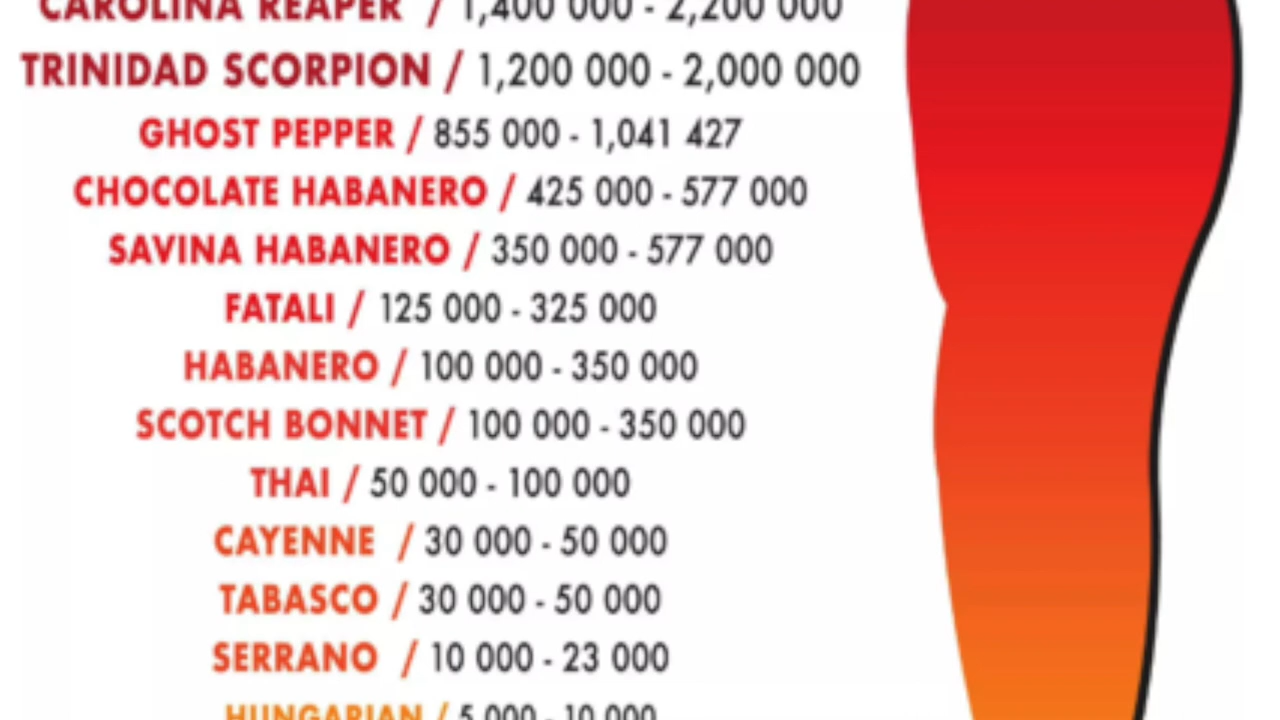 CAROLINA REAPER / 1,400 000 - 2,200 000
TRINIDAD SCORPION / 1,200 000 - 2,000 000
GHOST PEPPER / 855 000 - 1,041 427
CHOCOLATE HABANERO / 425 000 - 577 000
SAVINA HABANERO / 350 000 - 577 000
FATALI / 125 000 - 325 000
HABANERO / 100 000 - 350 000
SCOTCH BONNET / 100 000 - 350 000
THAI / 50 000 - 100 000
CAYENNE / 30 000 - 50 000
TABASCO / 30 000 - 50 000
SERRANO / 10 000 - 23 000
HUNGARIAN / 5 000 - 10 000